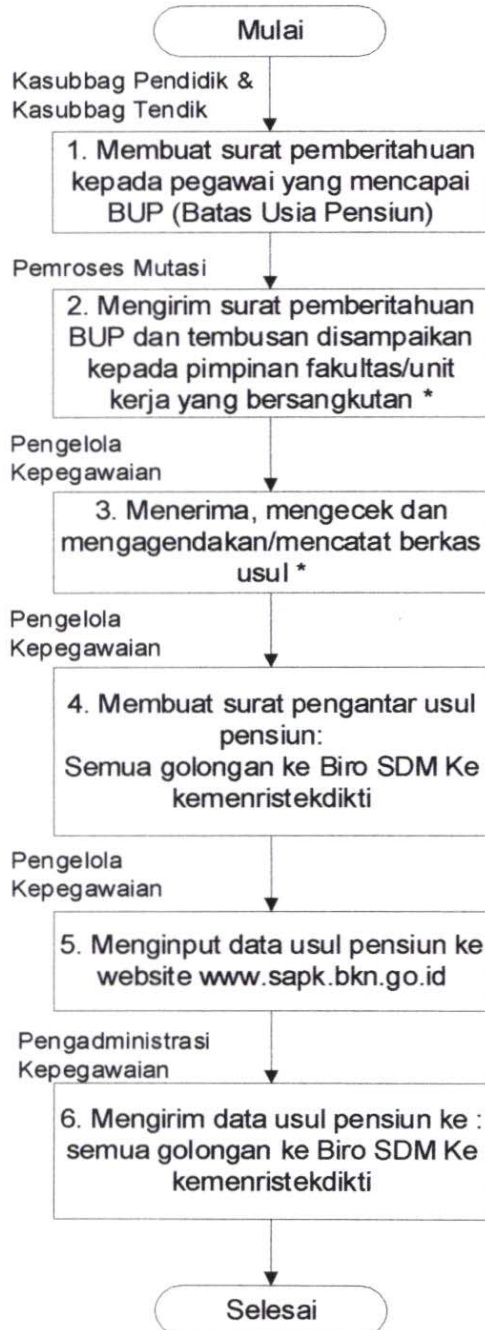 Mulai
Kasubbag Pendidik &
Kasubbag Tendik
1. Membuat surat pemberitahuan
kepada pegawai yang mencapai
BUP (Batas Usia Pensiun)
Pemroses Mutasi
2. Mengirim surat pemberitahuan
BUP dan tembusan disampaikan
kepada pimpinan fakultas/unit
kerja yang bersangkutan *
Pengelola
Kepegawaian
3. Menerima, mengecek dan
mengagendakan/mencatat berkas
usul *
Pengelola
Kepegawaian
4. Membuat surat pengantar usul
pensiun:
Semua golongan ke Biro SDM Ke
kemenristekdikti
Pengelola
Kepegawaian
5. Menginput data usul pensiun ke
website www.sapk.bkn.go.id
Pengadministrasi
Kepegawaian
6. Mengirim data usul pensiun ke :
semua golongan ke Biro SDM Ke
kemenristekdikti
Selesai